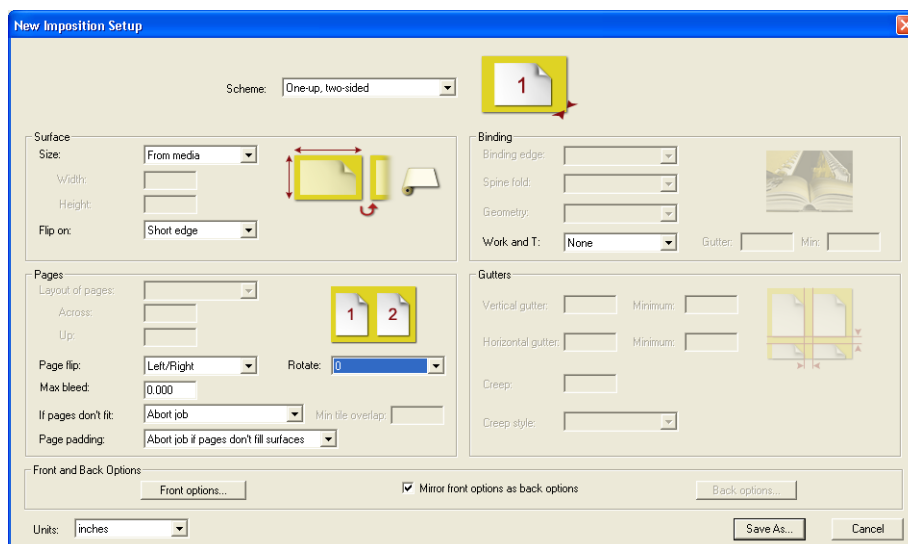 New Imposition Setup
Scheme: One-up, two-sided
1
Surface
Size: From media
Width:
Height:
Flip on: Short edge
Binding
Binding edge:
Spine fold:
Geometry:
Work and T: None Gutter: Min:
Pages
Layout of pages:
Across:
Up:
1 2
Page flip: Left/Right Rotate: 0
Max bleed: 0.000
If pages don't fit: Abort job Min tile overlap:
Page padding: Abort job if pages don't fill surfaces
Gutters
Vertical gutter: Minimum:
Horizontal gutter: Minimum:
Creep:
Creep style:
Front and Back Options
Front options... Mirror front options as back options Back options...
Units: inches Save As... Cancel